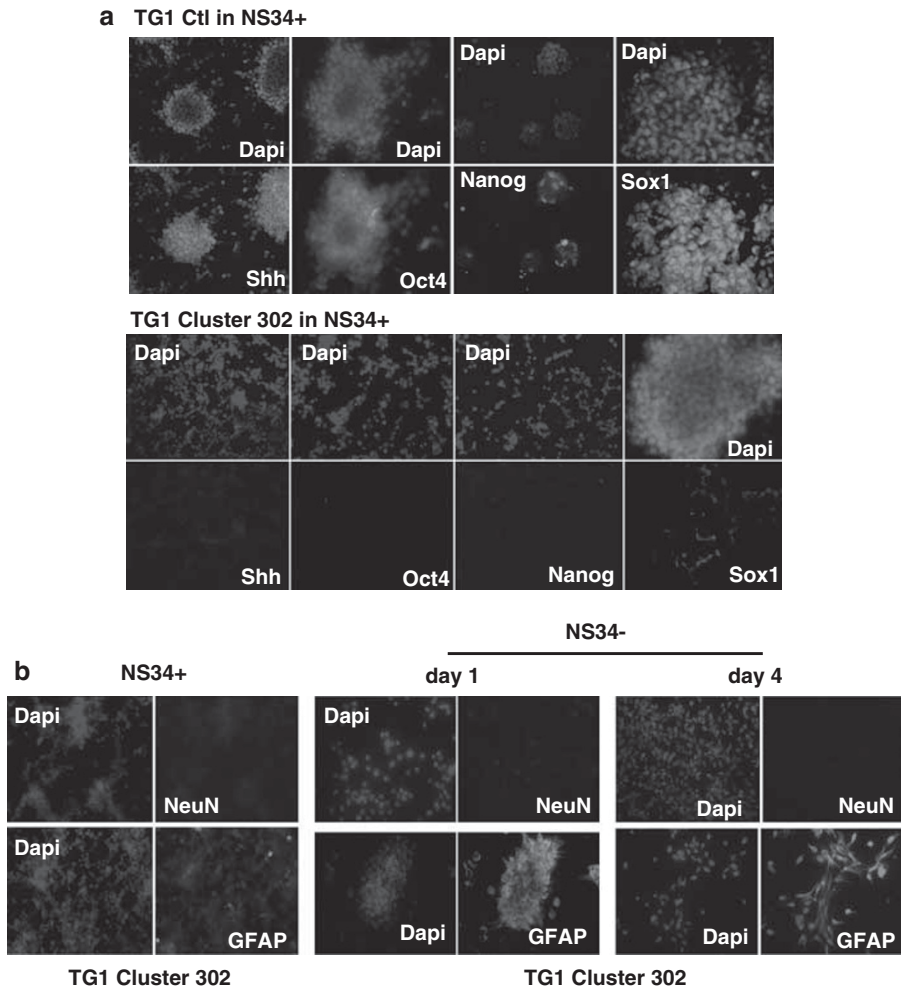 a TG1 Ctl in NS34+
Dapi Dapi Dapi Dapi
Shh Oct4 Nanog Sox1
TG1 Cluster 302 in NS34+
Dapi Dapi Dapi Dapi
Shh Oct4 Nanog Sox1
NS34-
b NS34+ day 1 day 4
Dapi NeuN Dapi NeuN Dapi NeuN
Dapi GFAP Dapi GFAP Dapi GFAP
TG1 Cluster 302 TG1 Cluster 302